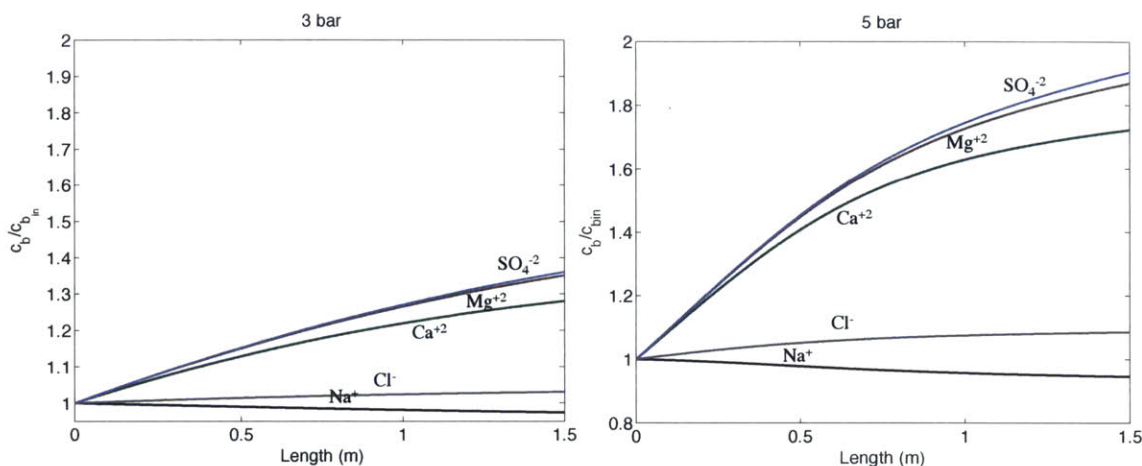 3 bar
2
1.9
1.8
1.7
1.6
1.5
1.4
1.3
1.2
1.1
1
c_b/c_b_in
SO₄⁻²
Mg⁺²
Ca⁺²
Cl⁻
Na⁺
0
0.5
1
1.5
Length (m)
5 bar
2
1.8
1.6
1.4
1.2
1
0.8
c_b/c_bin
SO₄⁻²
Mg⁺²
Ca⁺²
Cl⁻
Na⁺
0
0.5
1
1.5
Length (m)